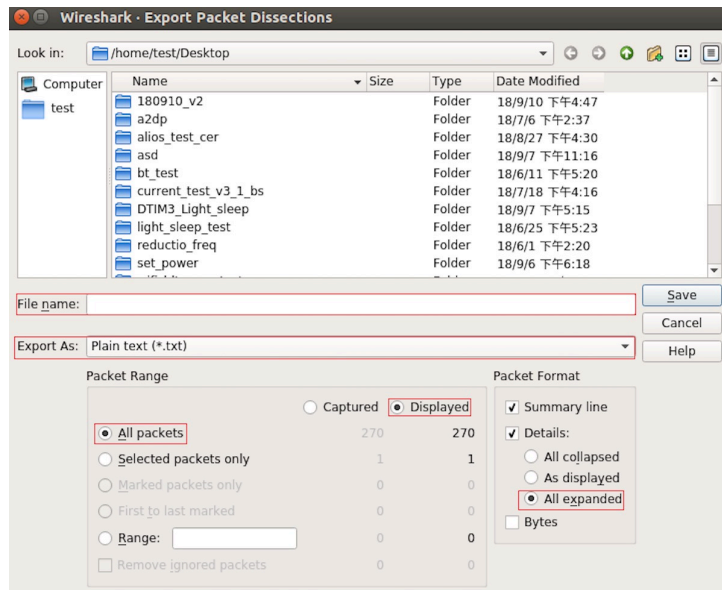 Wireshark · Export Packet Dissections
Look in: /home/test/Desktop
Computer
test
Name Size Type Date Modified
180910_v2 Folder 18/9/10 下午4:47
a2dp Folder 18/7/6 下午2:37
alios_test_cer Folder 18/8/27 下午4:30
asd Folder 18/9/7 下午11:16
bt_test Folder 18/6/11 下午5:20
current_test_v3_1_bs Folder 18/7/18 下午4:16
DTIM3_Light_sleep Folder 18/9/7 下午5:15
light_sleep_test Folder 18/6/25 下午5:23
reductio_freq Folder 18/6/1 下午2:20
set_power Folder 18/9/6 下午6:18
File name:
Save
Cancel
Export As: Plain text (*.txt)
Help
Packet Range
Captured Displayed
All packets 270 270
Selected packets only 1 1
Marked packets only 0 0
First to last marked 0 0
Range: 0 0
Remove ignored packets 0 0
Packet Format
Summary line
Details:
All collapsed
As displayed
All expanded
Bytes